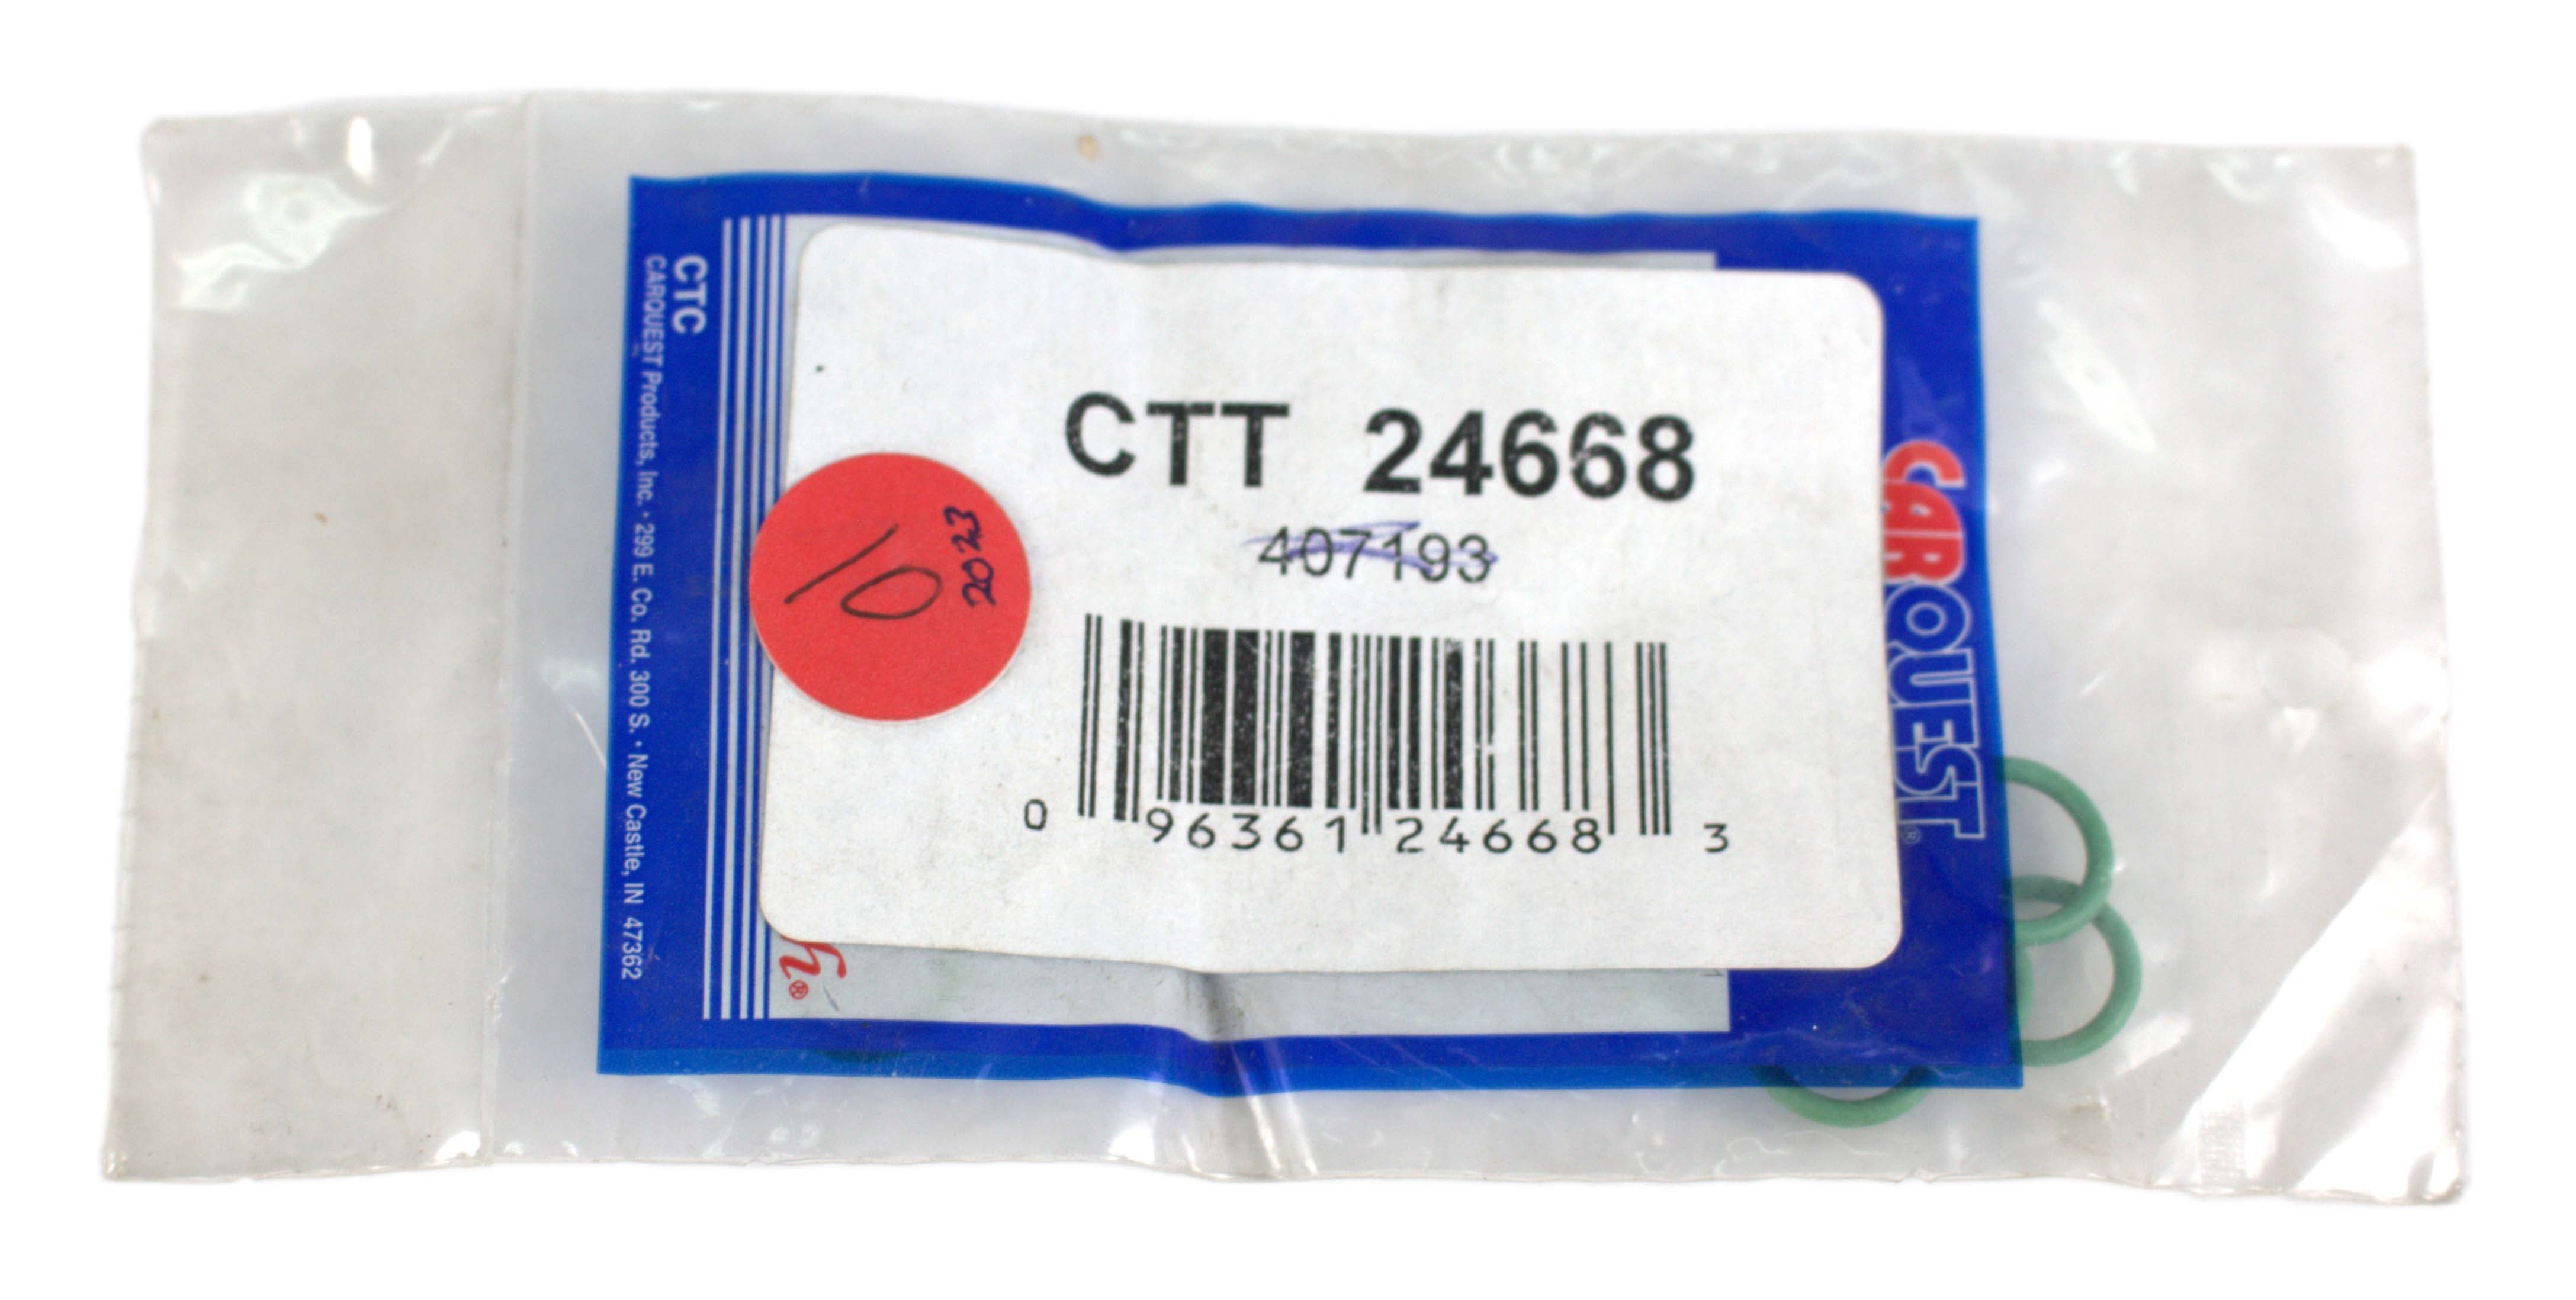 CTC
CARQUEST Products, Inc. • 299 E. Co. Rd. 300 S. • New Castle, IN 47362
CTT 24668
407193
10
2023
0 96361 24668 3
CARQUEST®
h®